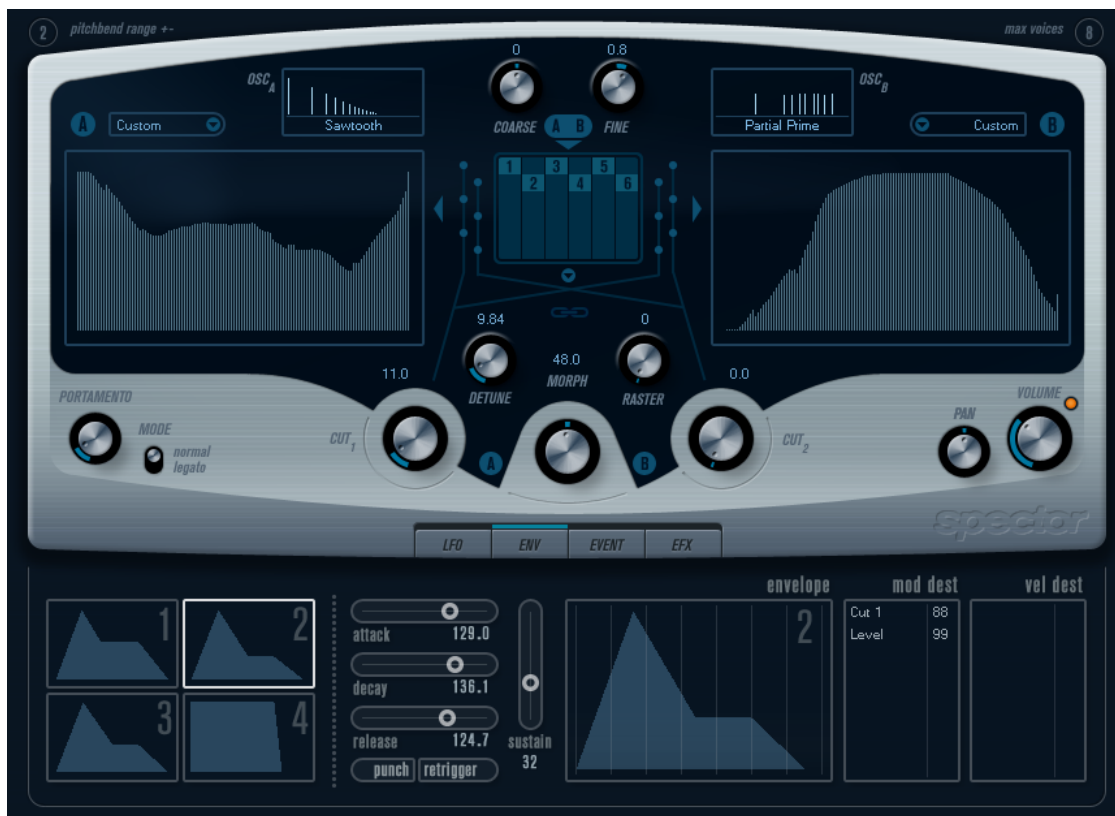 2 pitchbend range +-
max voices 8
OSC A
Sawtooth
0
COARSE
0.8
FINE
A B
OSC B
Partial Prime
A Custom
Custom B
1 2 3 4 5 6
9.84
DETUNE
48.0
MORPH
0
RASTER
11.0
CUT 1
0.0
CUT 2
A
B
PORTAMENTO
MODE
normal
legato
PAN
VOLUME
spector
LFO ENV EVENT EFX
1
2
3
4
attack 129.0
decay 136.1
release 124.7
punch retrigger
sustain
32
envelope
2
mod dest
Cut 1 88
Level 99
vel dest